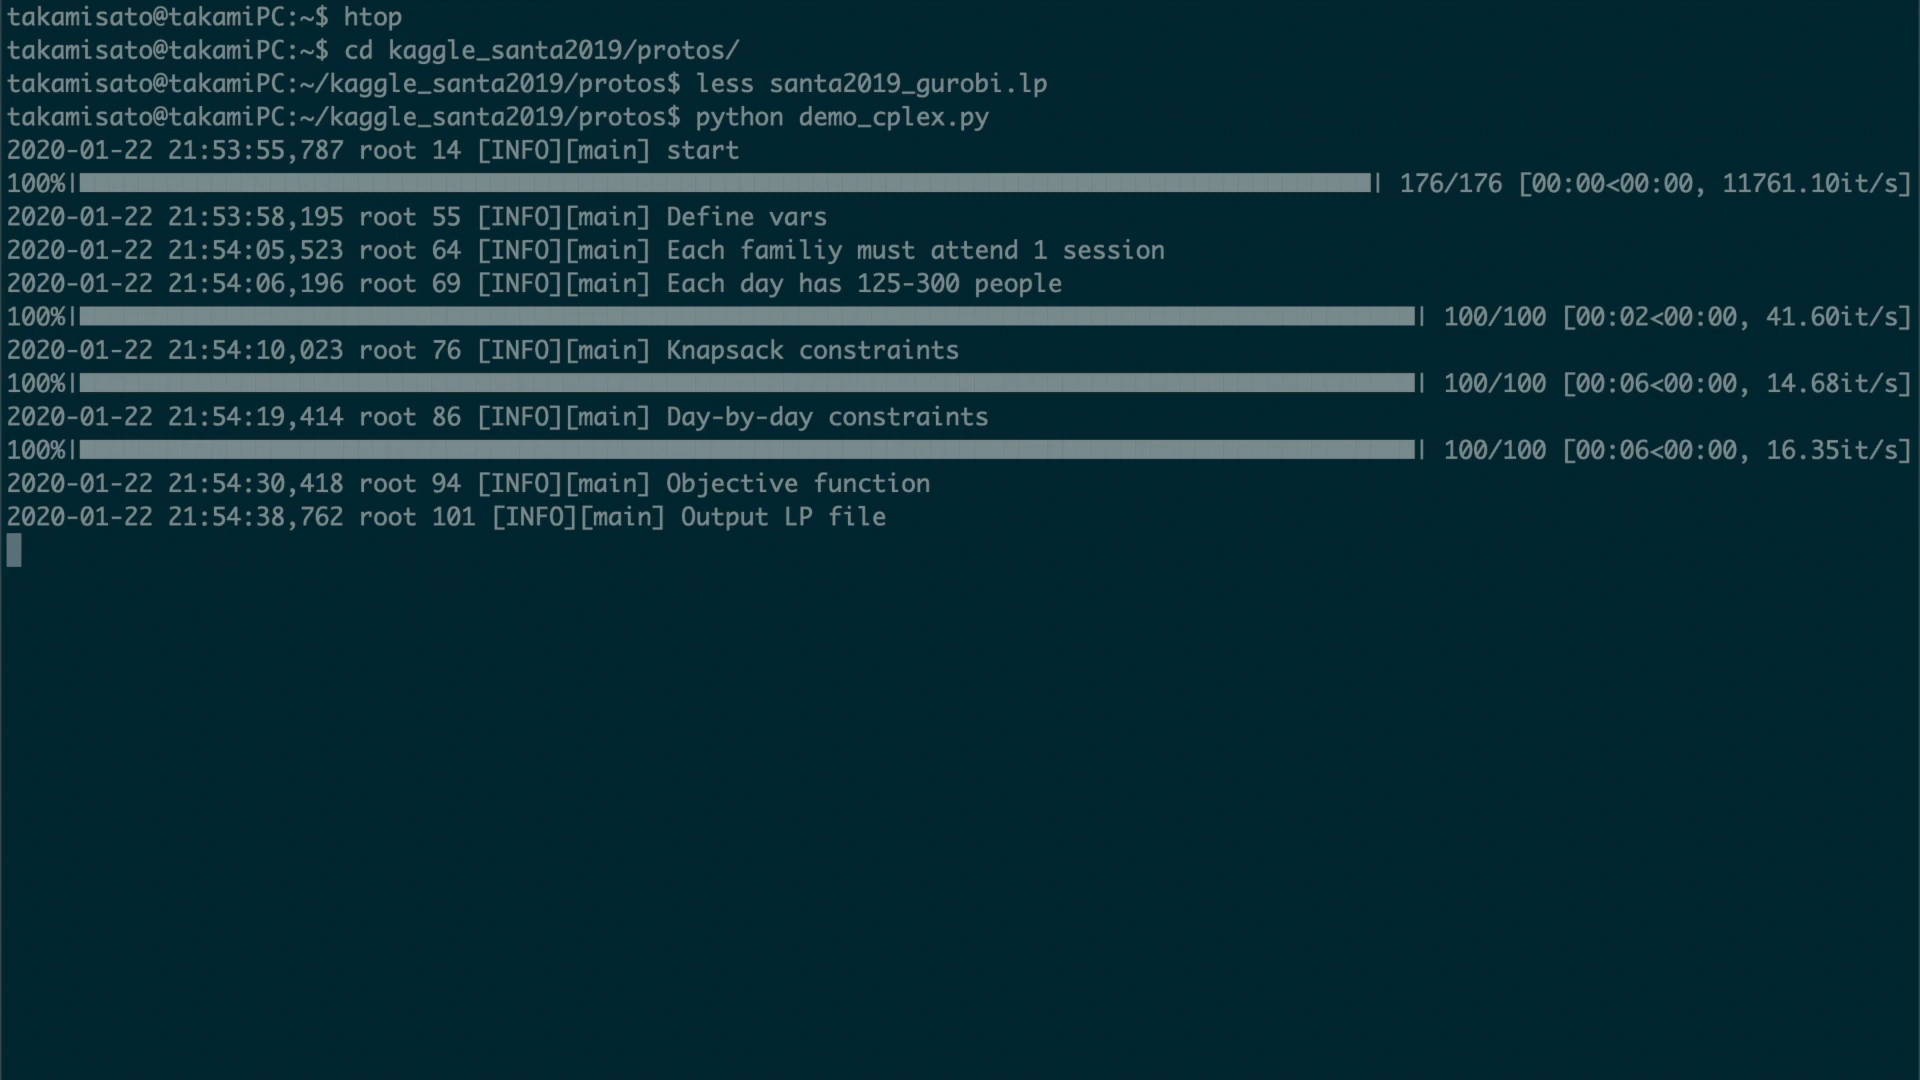 takamisato@takamiPC:~$ htop
takamisato@takamiPC:~$ cd kaggle_santa2019/protos/
takamisato@takamiPC:~/kaggle_santa2019/protos$ less santa2019_gurobi.lp
takamisato@takamiPC:~/kaggle_santa2019/protos$ python demo_cplex.py
2020-01-22 21:53:55,787 root 14 [INFO][main] start
100%| | 176/176 [00:00<00:00, 11761.10it/s]
2020-01-22 21:53:58,195 root 55 [INFO][main] Define vars
2020-01-22 21:54:05,523 root 64 [INFO][main] Each familiy must attend 1 session
2020-01-22 21:54:06,196 root 69 [INFO][main] Each day has 125-300 people
100%| | 100/100 [00:02<00:00, 41.60it/s]
2020-01-22 21:54:10,023 root 76 [INFO][main] Knapsack constraints
100%| | 100/100 [00:06<00:00, 14.68it/s]
2020-01-22 21:54:19,414 root 86 [INFO][main] Day-by-day constraints
100%| | 100/100 [00:06<00:00, 16.35it/s]
2020-01-22 21:54:30,418 root 94 [INFO][main] Objective function
2020-01-22 21:54:38,762 root 101 [INFO][main] Output LP file